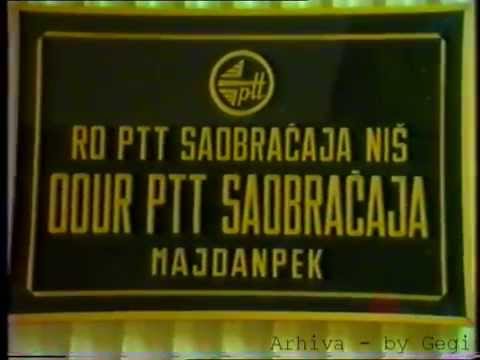 ptt
RO PTT SAOBRAĆAJA NIŠ
OOUR PTT SAOBRAĆAJA
MAJDANPEK
Arhiva - by Gegi